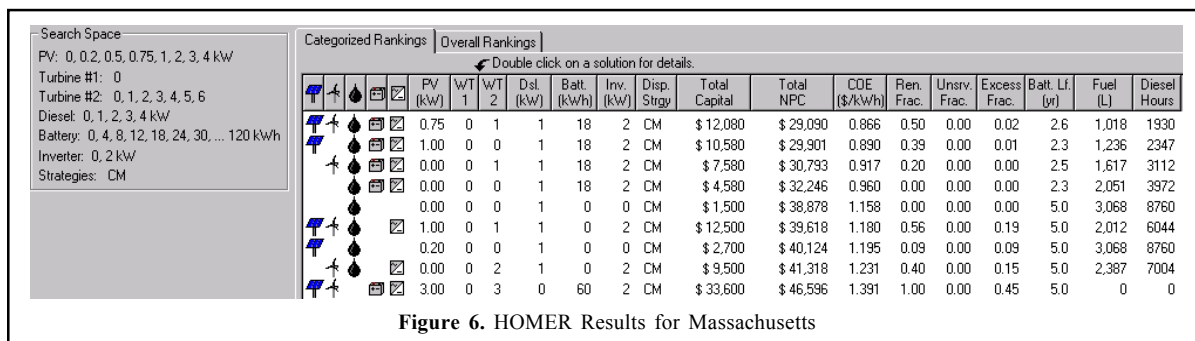 Search Space
PV: 0, 0.2, 0.5, 0.75, 1, 2, 3, 4 kW
Turbine #1: 0
Turbine #2: 0, 1, 2, 3, 4, 5, 6
Diesel: 0, 1, 2, 3, 4 kW
Battery: 0, 4, 8, 12, 18, 24, 30, ... 120 kWh
Inverter: 0, 2 kW
Strategies: CM
Categorized Rankings Overall Rankings
Double click on a solution for details.
PV (kW) WT 1 WT 2 Dsl. (kW) Batt. (kWh) Inv. (kW) Disp. Strgy Total Capital Total NPC COE ($/kWh) Ren. Frac. Unsrv. Frac. Excess Frac. Batt. Lf. (yr) Fuel (L) Diesel Hours
0.75 0 1 1 18 2 CM $ 12,080 $ 29,090 0.866 0.50 0.00 0.02 2.6 1,018 1930
1.00 0 0 1 18 2 CM $ 10,580 $ 29,901 0.890 0.39 0.00 0.01 2.3 1,236 2347
0.00 0 1 1 18 2 CM $ 7,580 $ 30,793 0.917 0.20 0.00 0.00 2.5 1,617 3112
0.00 0 0 1 18 2 CM $ 4,580 $ 32,246 0.960 0.00 0.00 0.00 2.3 2,051 3972
0.00 0 0 1 0 0 CM $ 1,500 $ 38,878 1.158 0.00 0.00 0.00 5.0 3,068 8760
1.00 0 1 1 0 2 CM $ 12,500 $ 39,618 1.180 0.56 0.00 0.19 5.0 2,012 6044
0.20 0 0 1 0 0 CM $ 2,700 $ 40,124 1.195 0.09 0.00 0.09 5.0 3,068 8760
0.00 0 2 1 0 2 CM $ 9,500 $ 41,318 1.231 0.40 0.00 0.15 5.0 2,387 7004
3.00 0 3 0 60 2 CM $ 33,600 $ 46,596 1.391 1.00 0.00 0.45 5.0 0 0
Figure 6. HOMER Results for Massachusetts